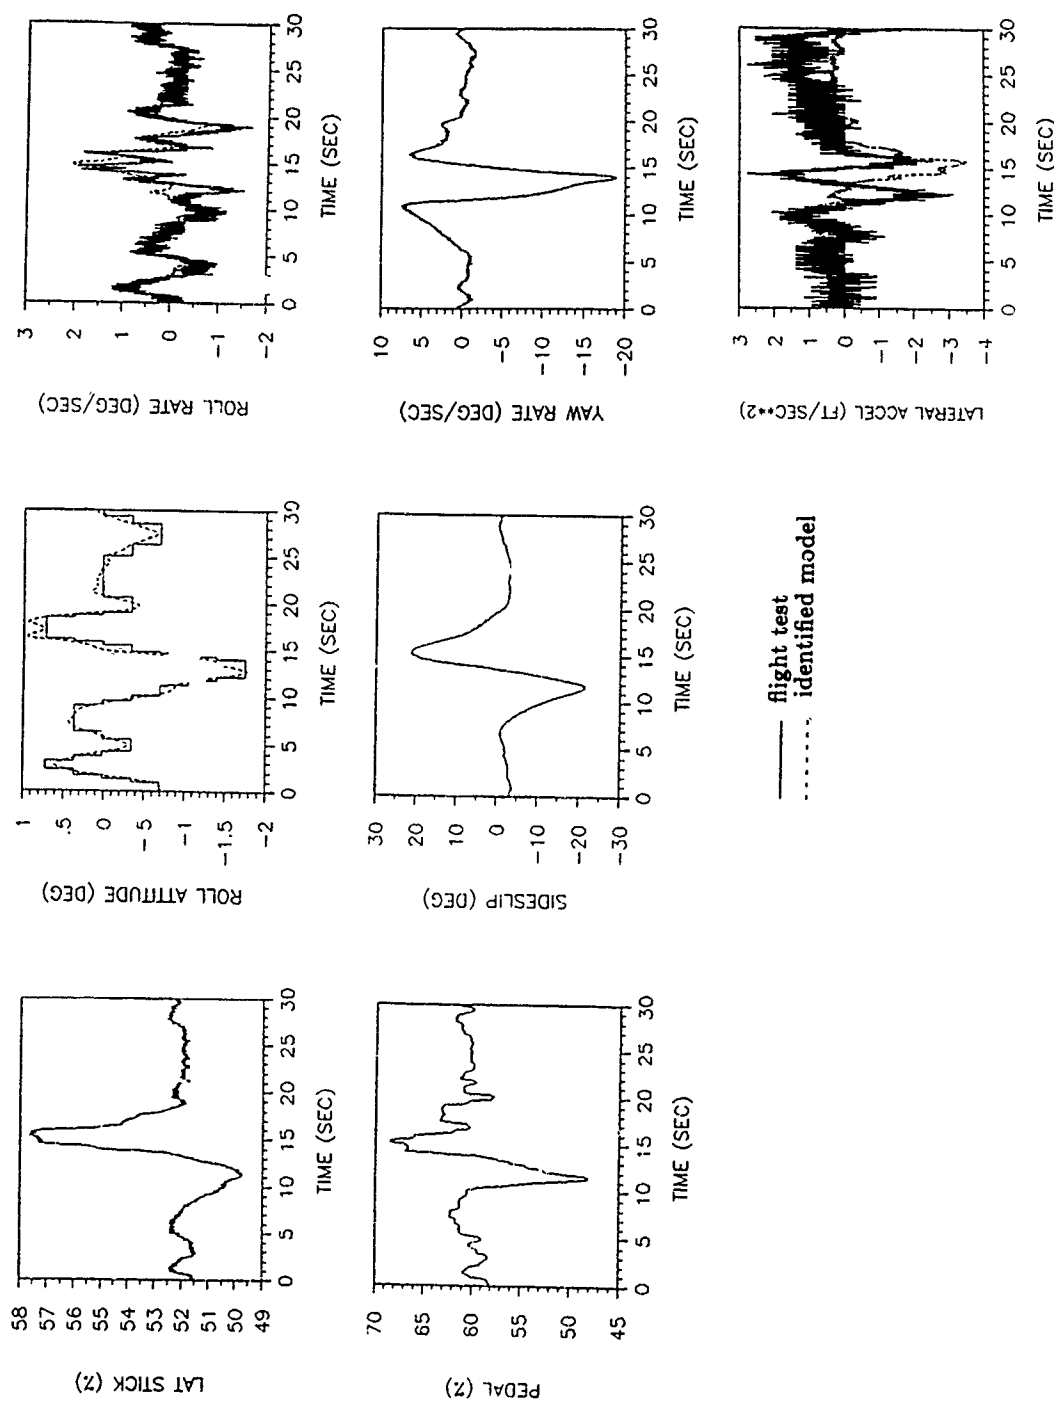 LAT STICK (%)
58
57
56
55
54
53
52
51
50
49
0 5 10 15 20 25 30
TIME (SEC)
ROLL ATTITUDE (DEG)
1
.5
0
-.5
-1
-1.5
-2
0 5 10 15 20 25 30
TIME (SEC)
ROLL RATE (DEG/SEC)
3
2
1
0
-1
-2
0 5 10 15 20 25 30
TIME (SEC)
PEDAL (%)
70
65
60
55
50
45
0 5 10 15 20 25 30
TIME (SEC)
SIDESLIP (DEG)
30
20
10
0
-10
-20
-30
0 5 10 15 20 25 30
TIME (SEC)
YAW RATE (DEG/SEC)
10
5
0
-5
-10
-15
-20
0 5 10 15 20 25 30
TIME (SEC)
flight test
identified model
LATERAL ACCEL (FT/SEC**2)
3
2
1
0
-1
-2
-3
-4
0 5 10 15 20 25 30
TIME (SEC)